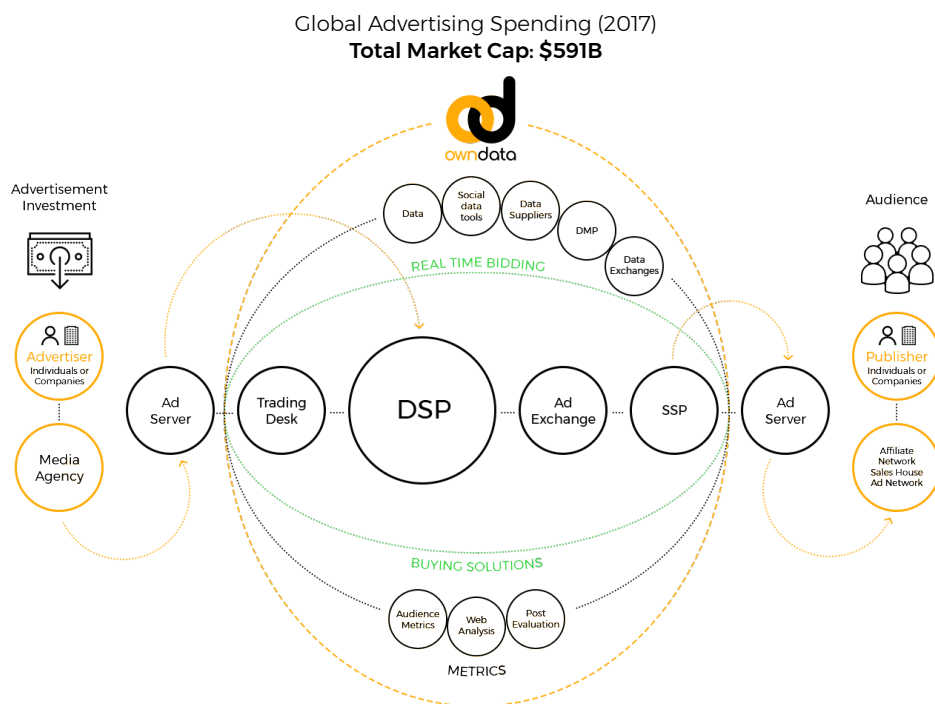 Global Advertising Spending (2017)
Total Market Cap: $591B
od
owndata
Advertisement
Investment
Audience
Data
Social
data
tools
Data
Suppliers
DMP
Data
Exchanges
REAL TIME BIDDING
Advertiser
Individuals or
Companies
Media
Agency
Ad
Server
Trading
Desk
DSP
Ad
Exchange
SSP
Ad
Server
Publisher
Individuals or
Companies
Affiliate
Network
Sales House
Ad Network
BUYING SOLUTIONS
Audience
Metrics
Web
Analysis
Post
Evaluation
METRICS